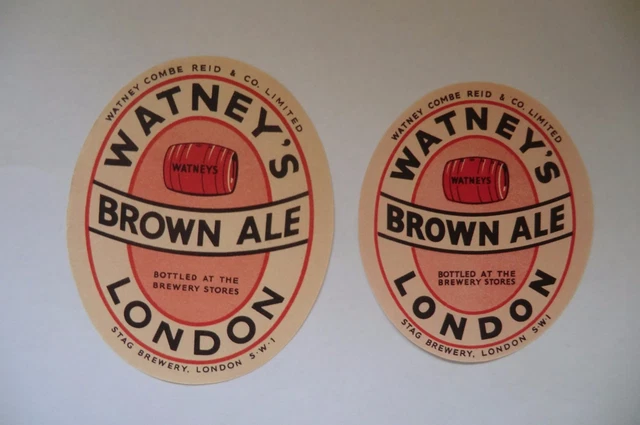 WATNEY COMBE REID & CO. LIMITED
WATNEY'S
WATNEYS
BROWN ALE
BOTTLED AT THE
BREWERY STORES
LONDON
STAG BREWERY, LONDON S·W·1
WATNEY COMBE REID & CO. LIMITED
WATNEY'S
WATNEYS
BROWN ALE
BOTTLED AT THE
BREWERY STORES
LONDON
STAG BREWERY, LONDON S·W·1